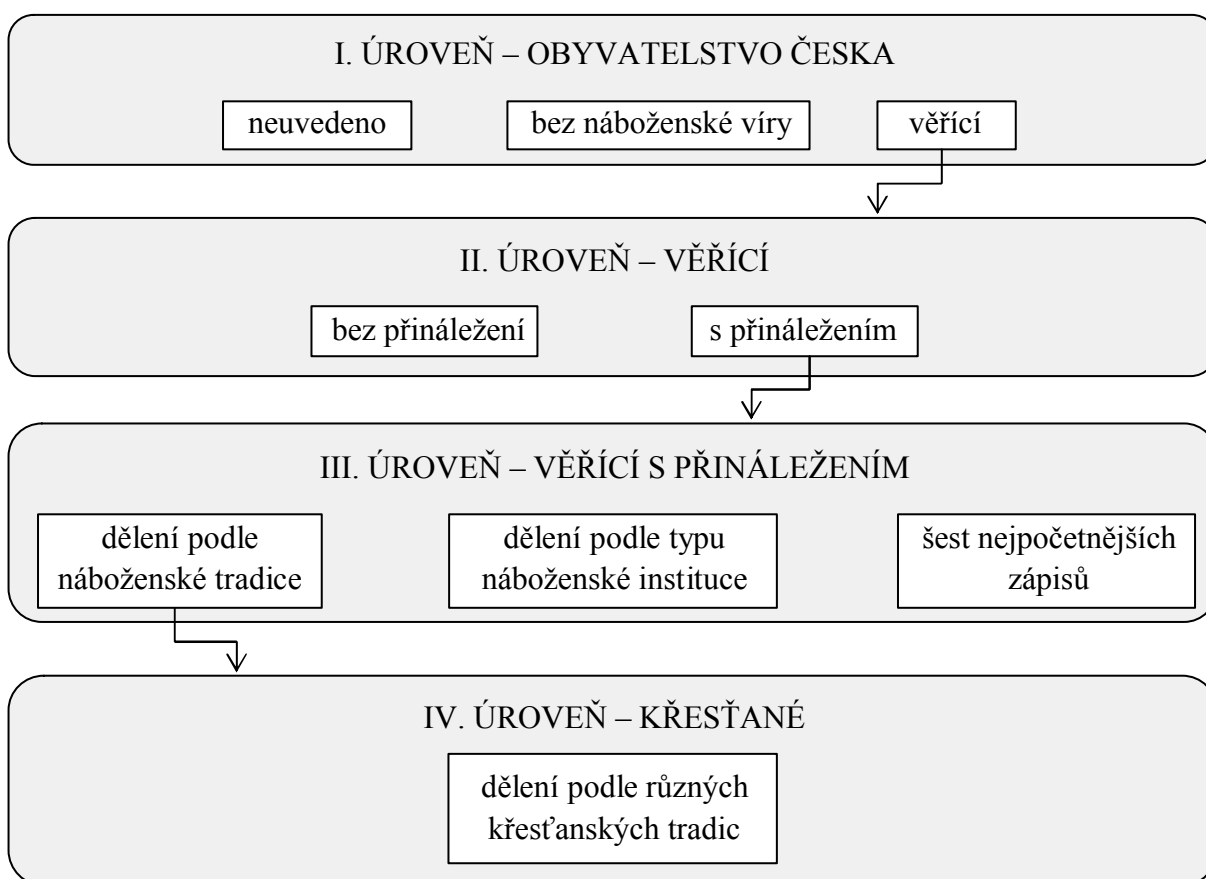 I. ÚROVEŇ – OBYVATELSTVO ČESKA
neuvedeno
bez náboženské víry
věřící
II. ÚROVEŇ – VĚŘÍCÍ
bez přináležení
s přináležením
III. ÚROVEŇ – VĚŘÍCÍ S PŘINÁLEŽENÍM
dělení podle
náboženské tradice
dělení podle typu
náboženské instituce
šest nejpočetnějších
zápisů
IV. ÚROVEŇ – KŘESŤANÉ
dělení podle různých
křesťanských tradic